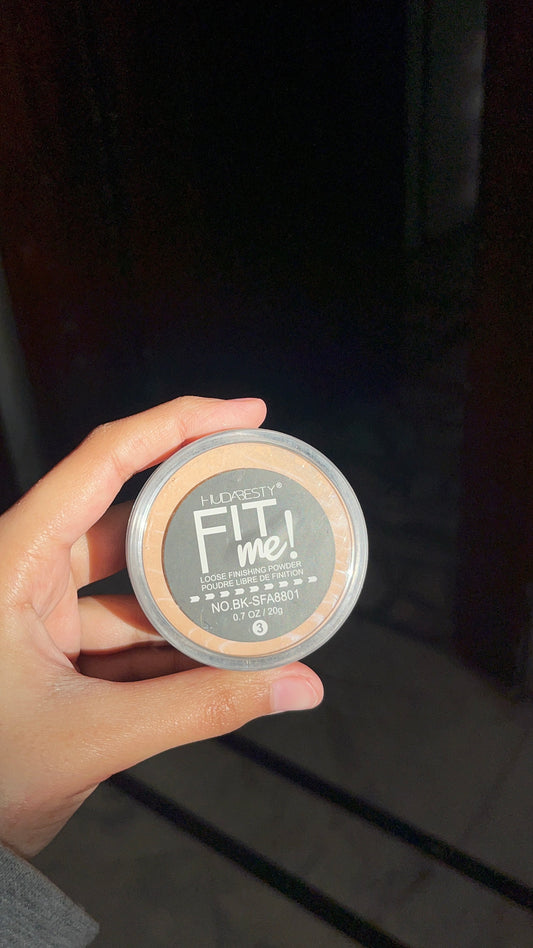 HUDABESTY®
FIT
me!
LOOSE FINISHING POWDER
POUDRE LIBRE DE FINITION
NO.BK-SFA8801
0.7 OZ / 20g
3